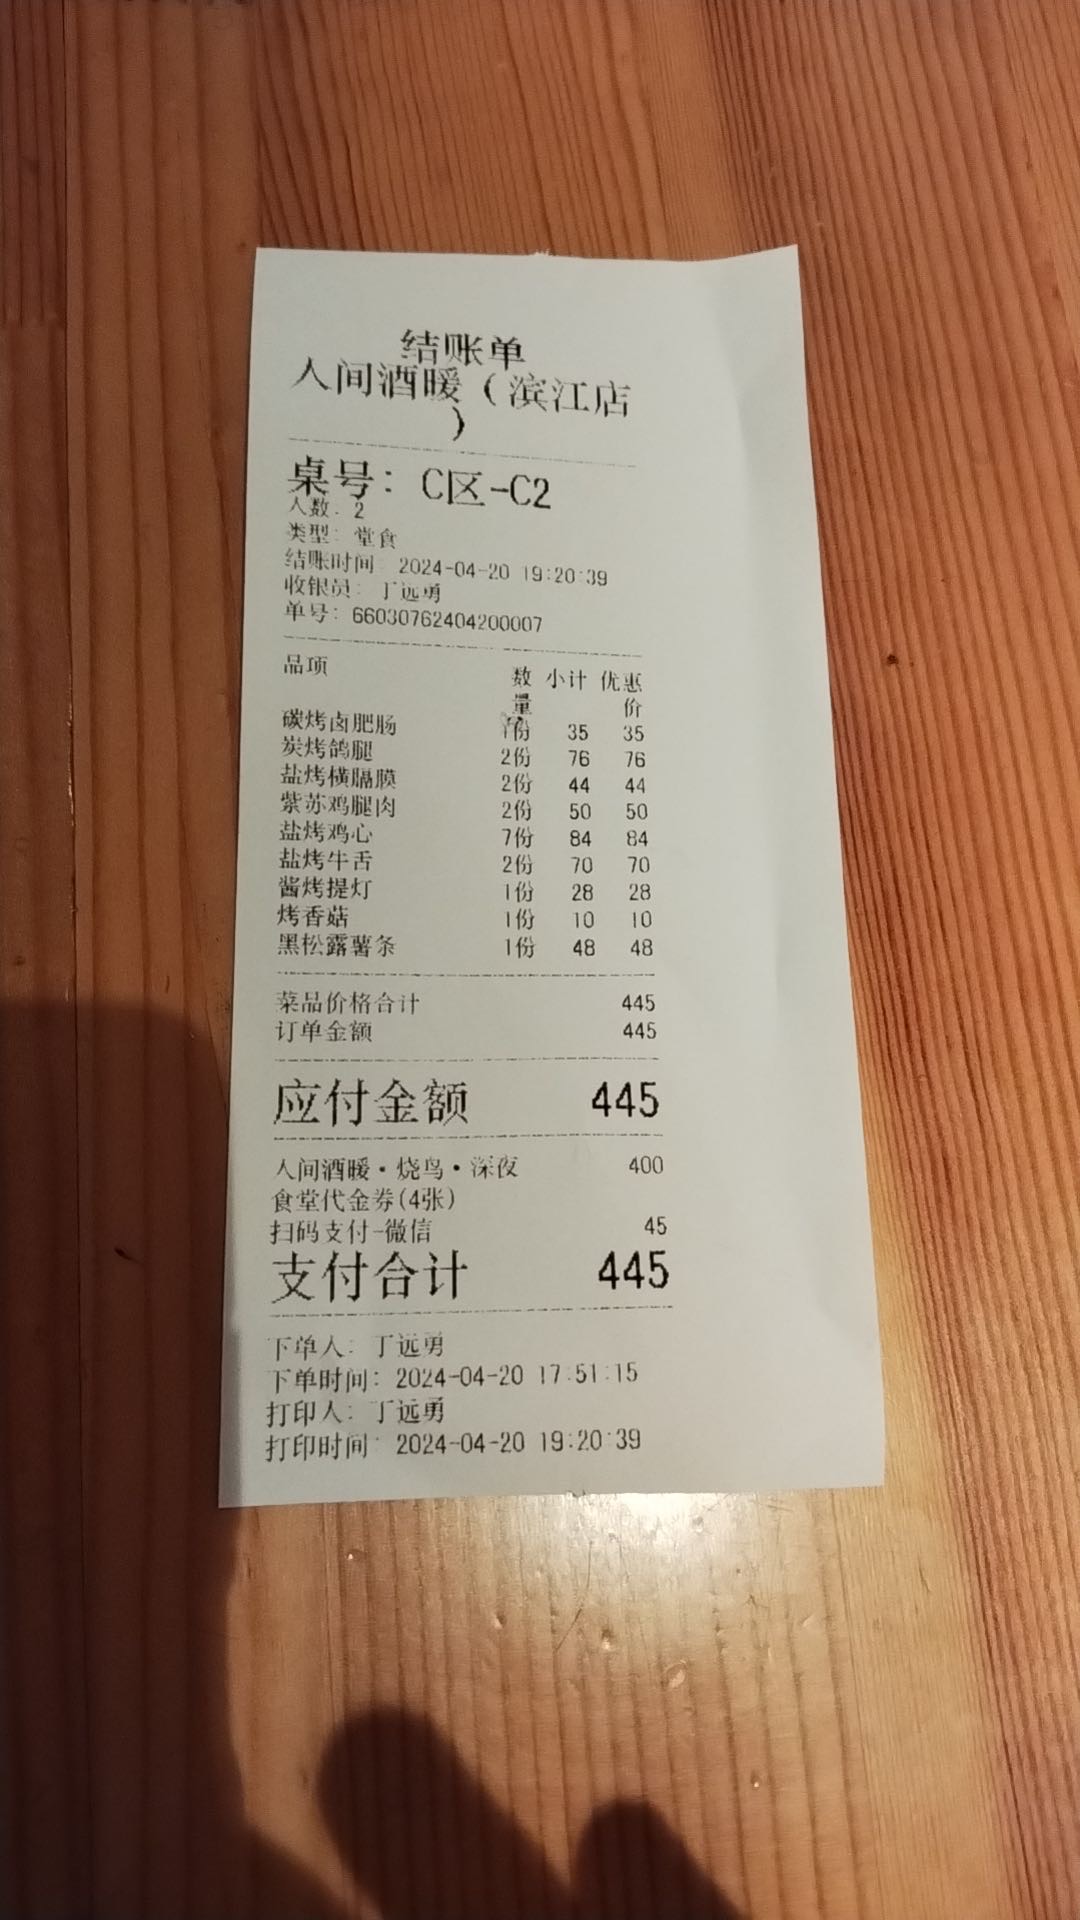 结账单
人间酒暖（滨江店
）
桌号：C区-C2
人数：2
类型：堂食
结账时间：2024-04-20 19:20:39
收银员：丁远勇
单号：66030762404200007
品项 数量 小计 优惠价
碳烤卤肥肠 1份 35 35
炭烤鸽腿 2份 76 76
盐烤横膈膜 2份 44 44
紫苏鸡腿肉 2份 50 50
盐烤鸡心 7份 84 84
盐烤牛舌 2份 70 70
酱烤提灯 1份 28 28
烤香菇 1份 10 10
黑松露薯条 1份 48 48
菜品价格合计 445
订单金额 445
应付金额 445
人间酒暖·烧鸟·深夜 400
食堂代金券(4张)
扫码支付-微信 45
支付合计 445
下单人：丁远勇
下单时间：2024-04-20 17:51:15
打印人：丁远勇
打印时间：2024-04-20 19:20:39